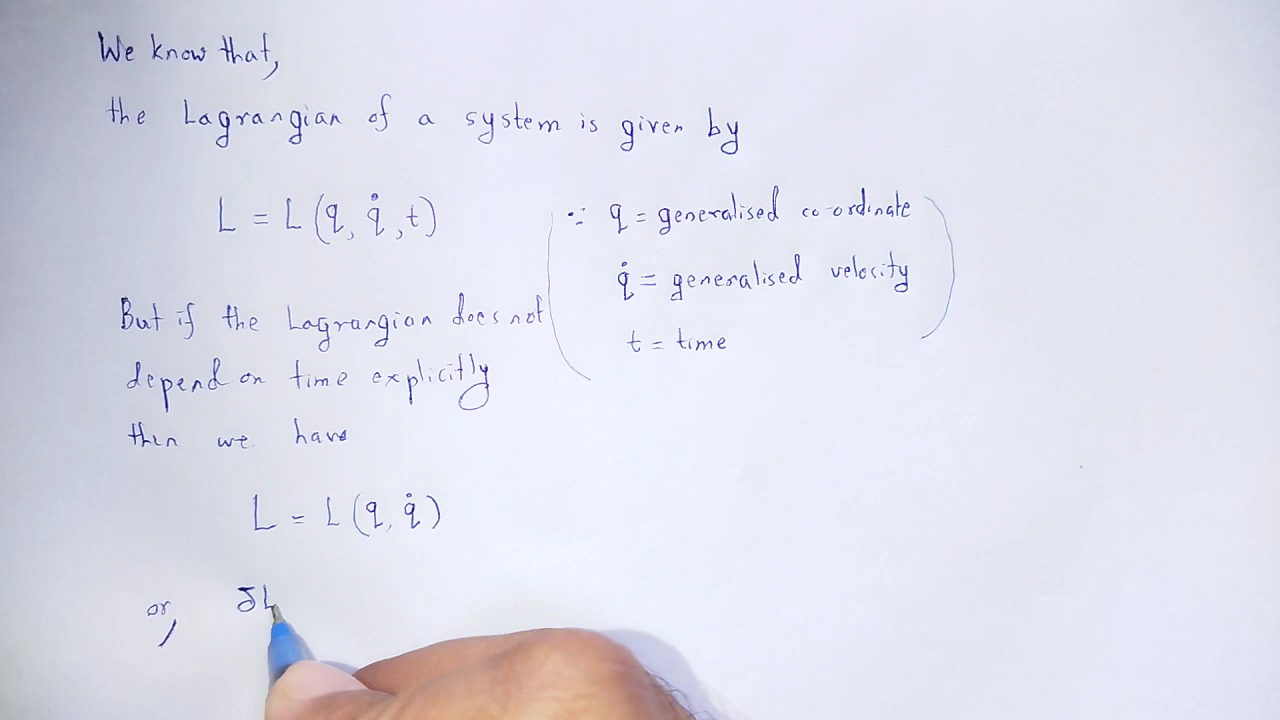 We know that,
the Lagrangian of a system is given by
L = L(q, q̇, t)
∵ q = generalised co-ordinate
q̇ = generalised velocity
t = time
But if the Lagrangian does not
depend on time explicitly
then we have
L = L(q, q̇)
or, ∂L